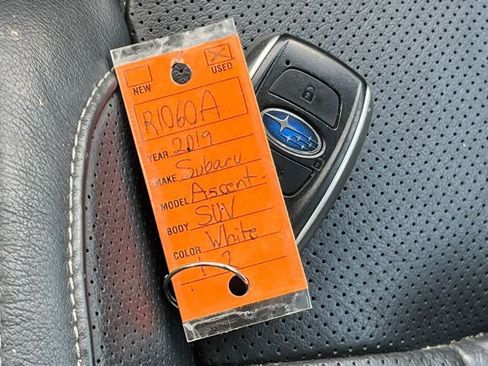 NEW USED
R1060A
YEAR 2019
MAKE Subaru
MODEL Ascent
BODY SUV
COLOR White